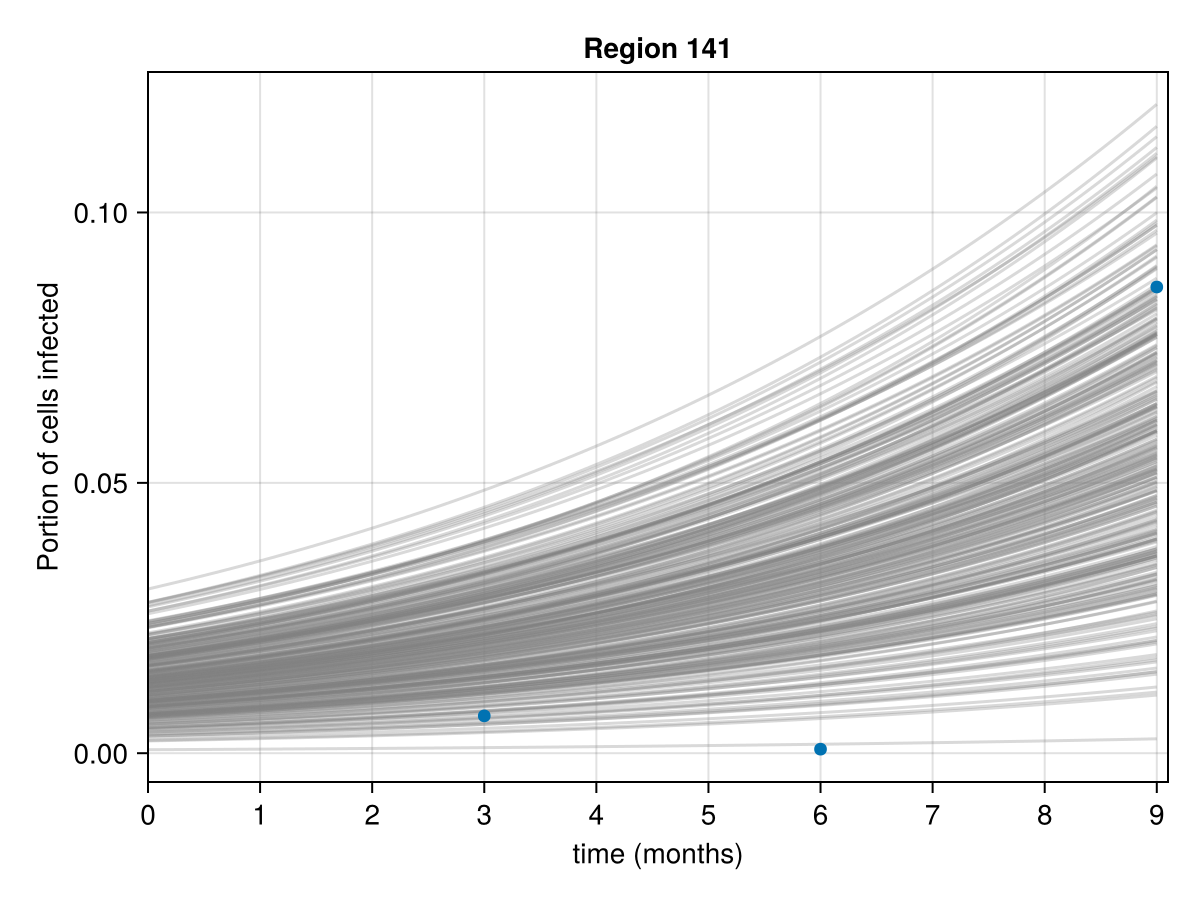 Region 141
Portion of cells infected
0.10
0.05
0.00
0 1 2 3 4 5 6 7 8 9
time (months)